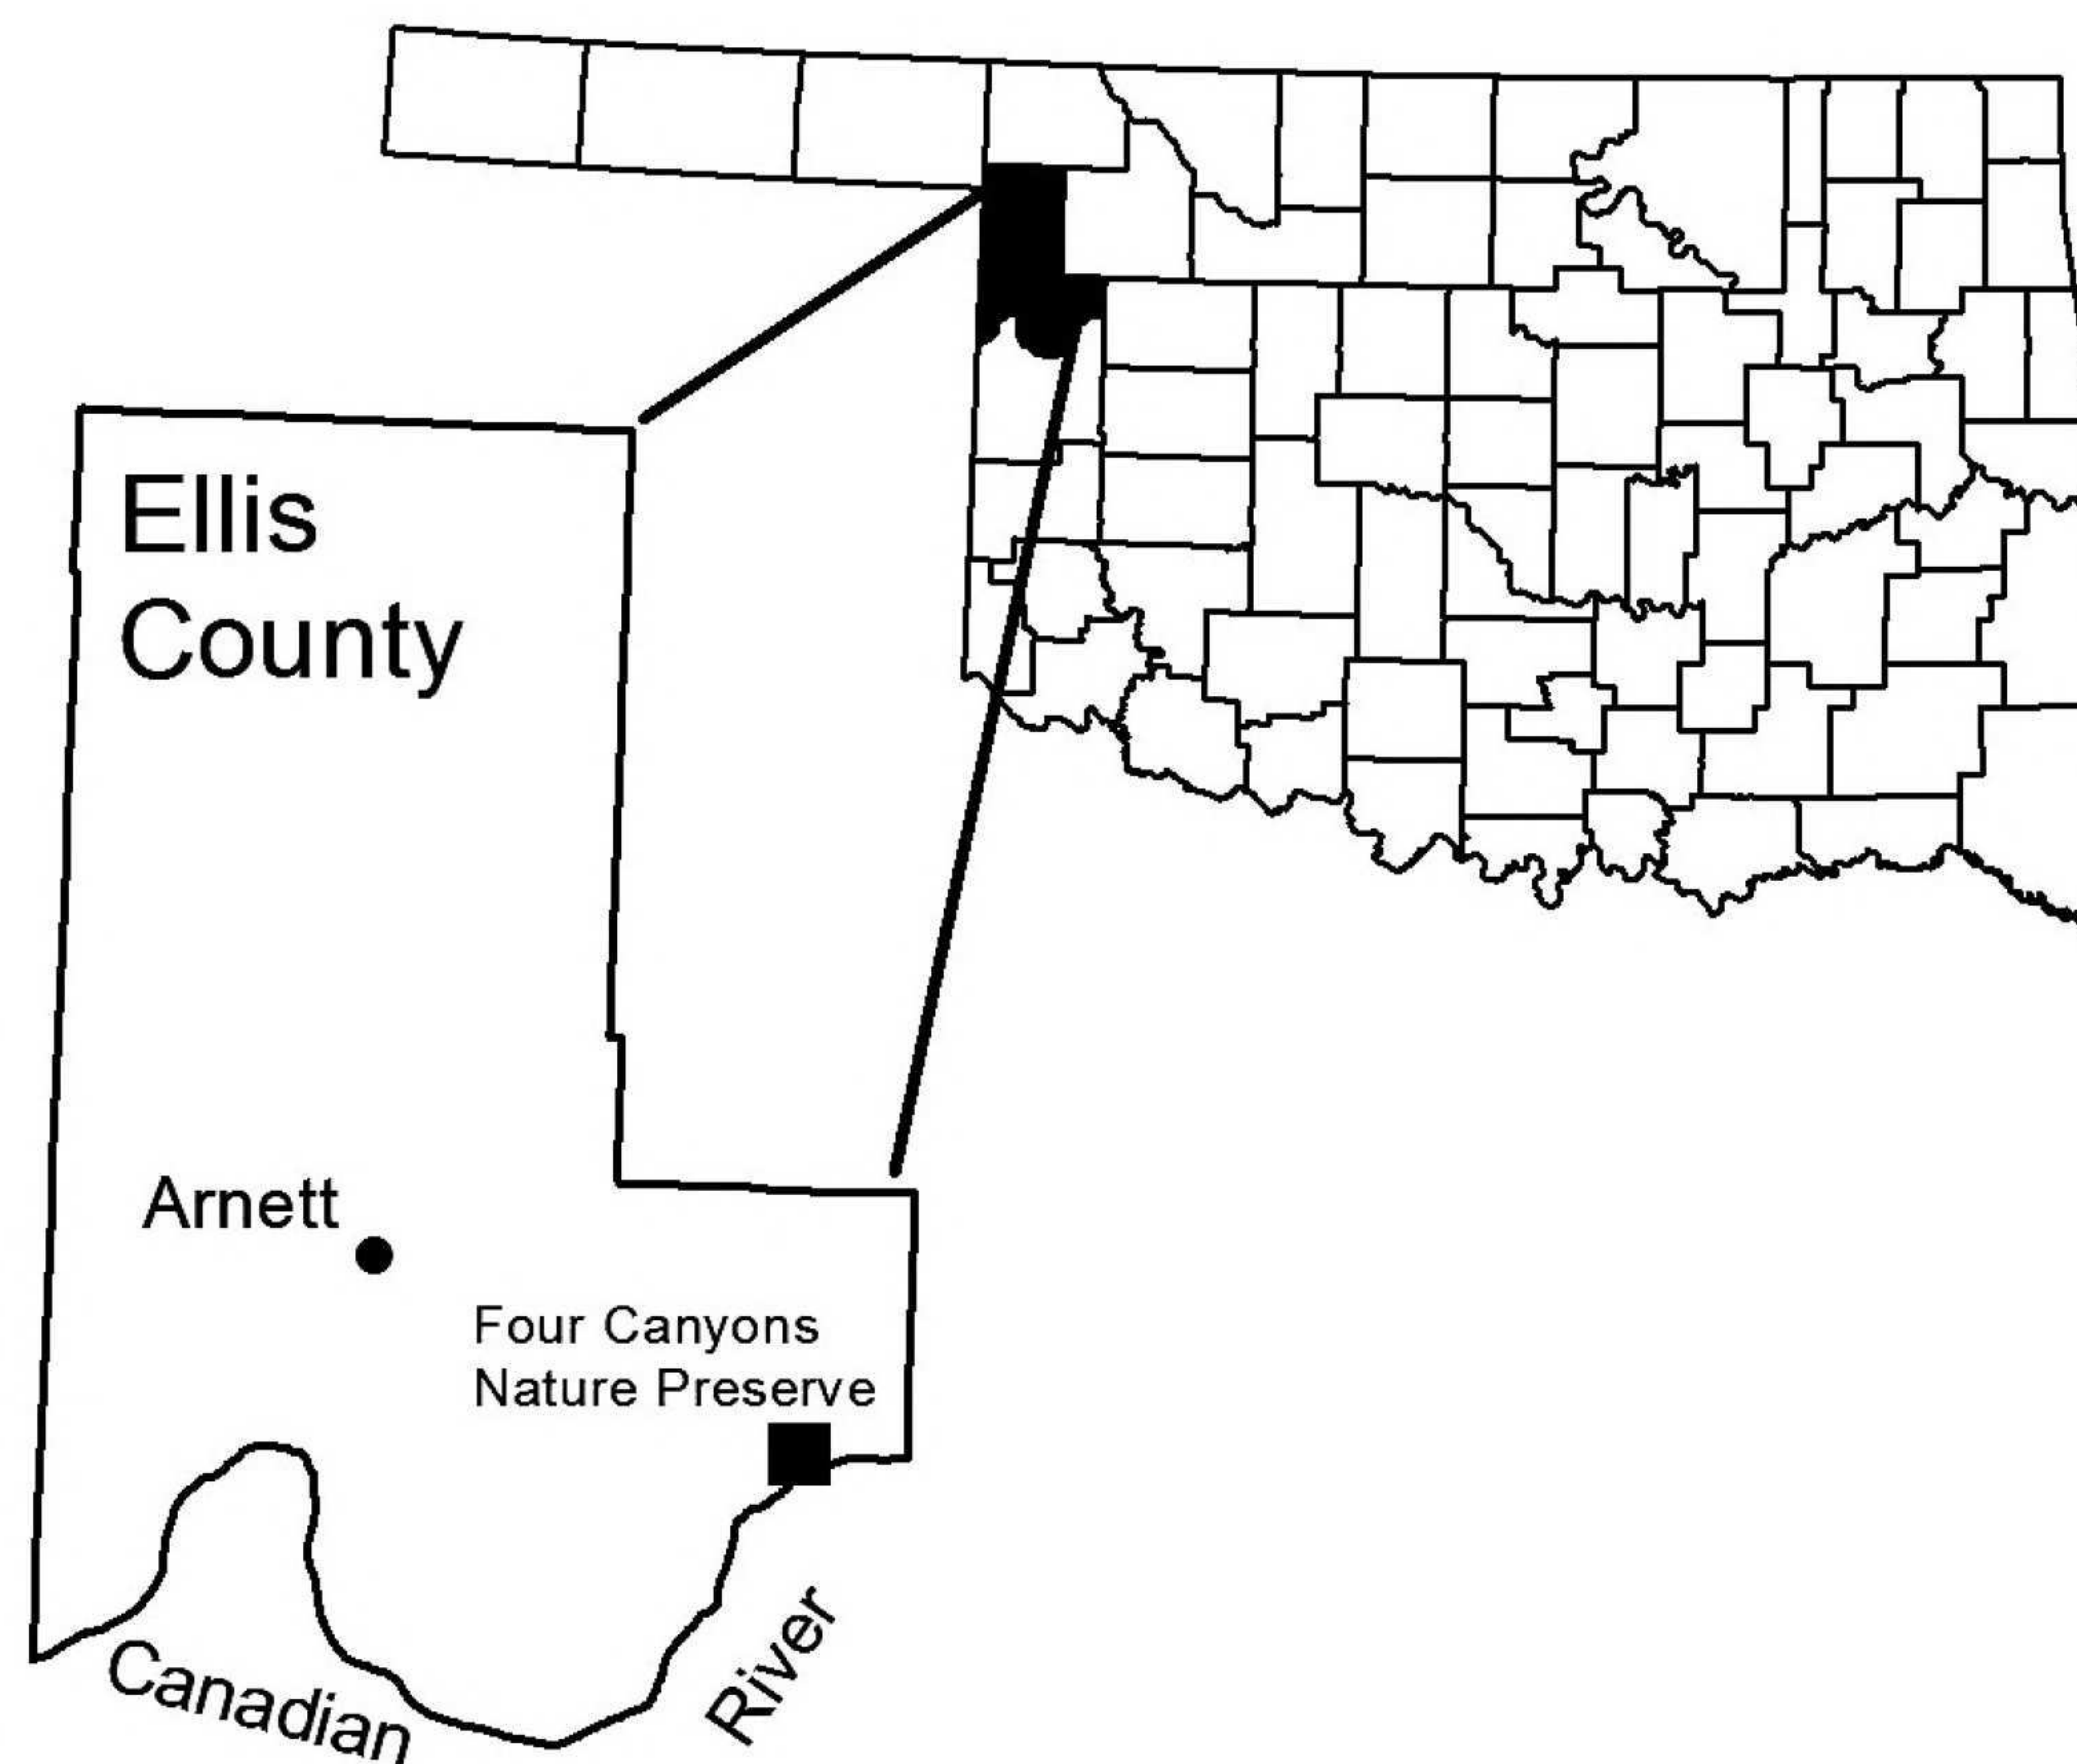 Ellis
County
Arnett
Four Canyons
Nature Preserve
Canadian
River